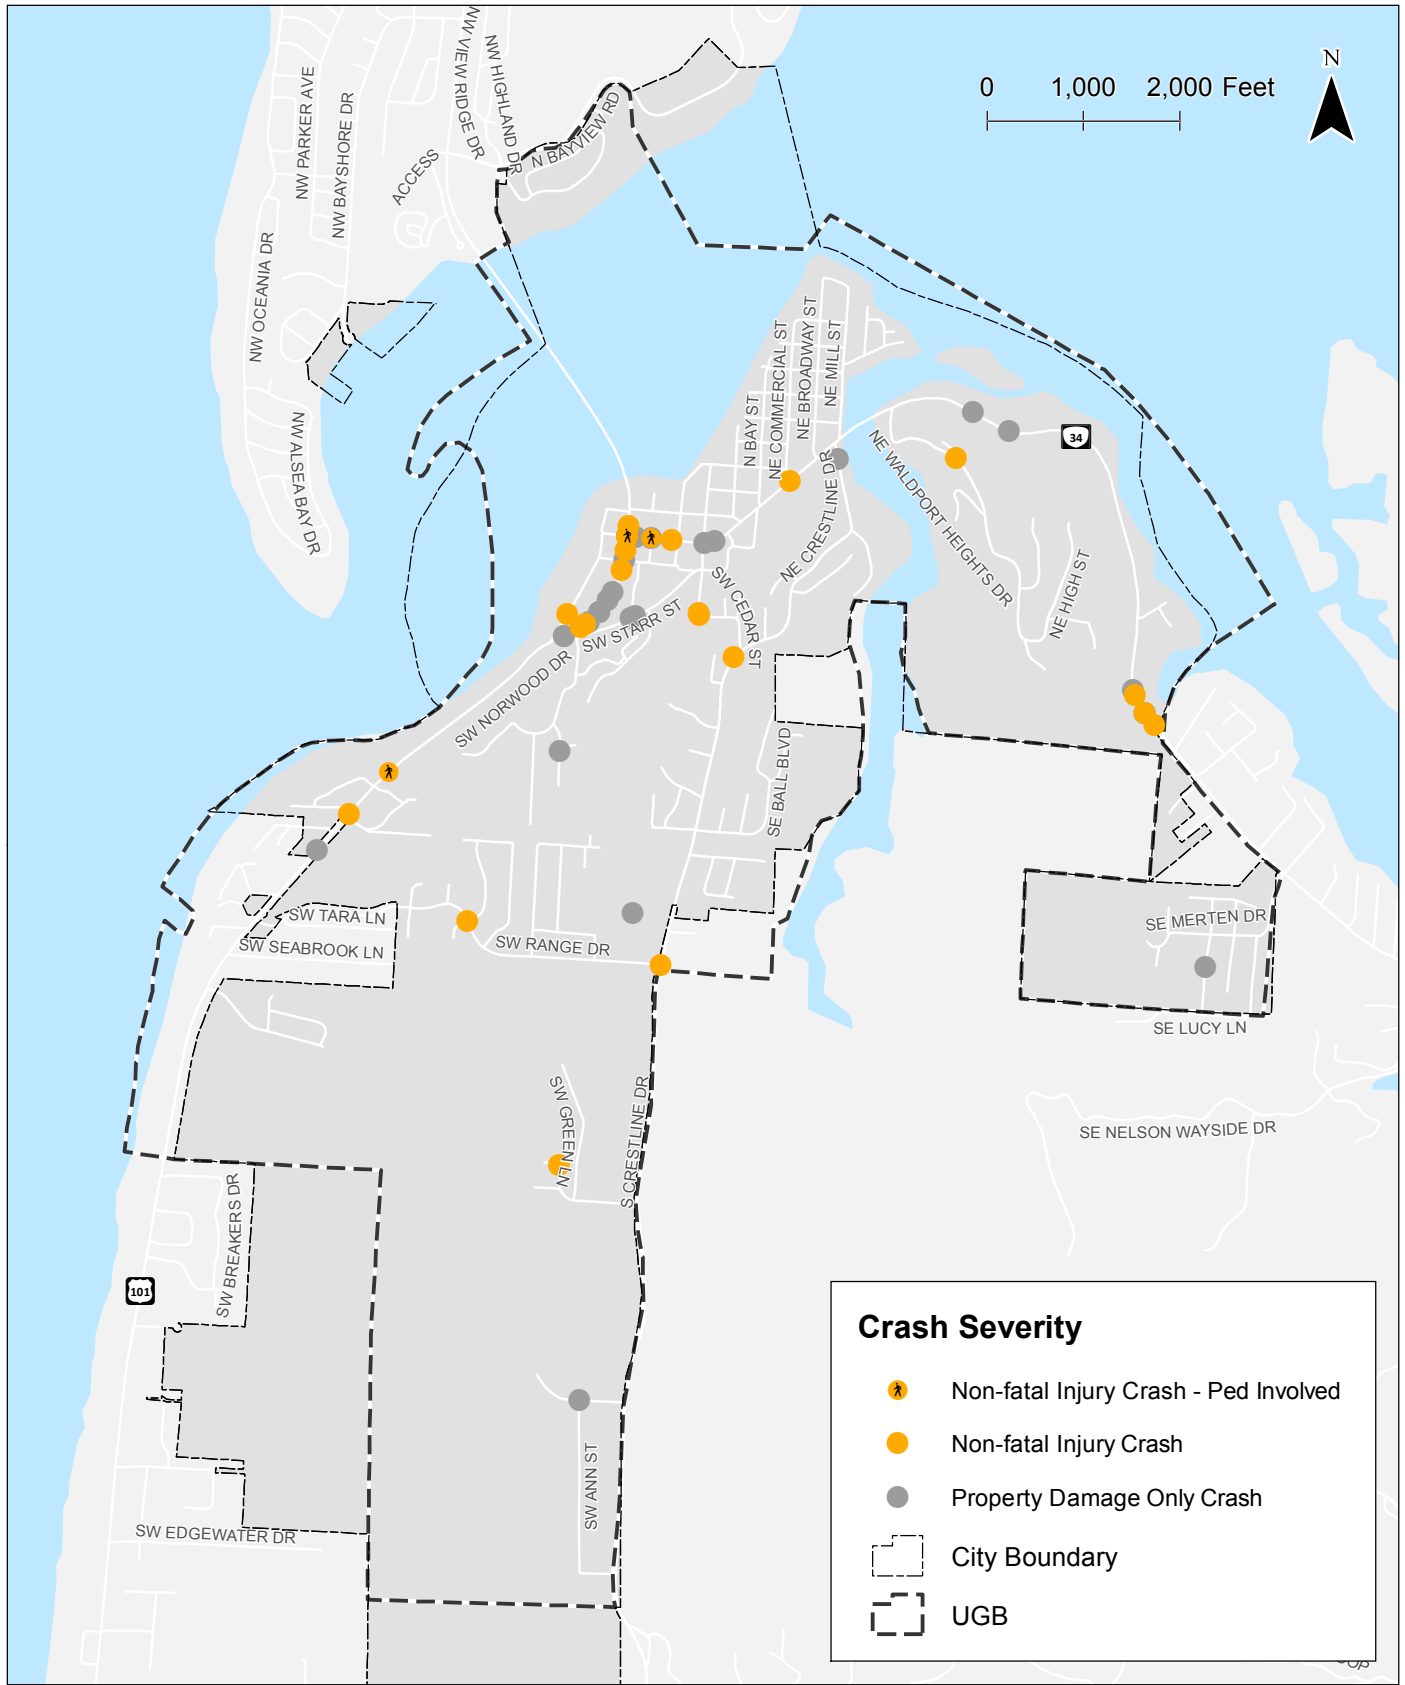 N
0 1,000 2,000 Feet
NW PARKER AVE
NW BAYSHORE DR
NW VIEW RIDGE DR
NW HIGHLAND DR
N BAYVIEW RD
ACCESS
NW OCEANIA DR
NW ALSEA BAY DR
N BAY ST
NE COMMERCIAL ST
NE BROADWAY ST
NE MILL ST
34
NE WALDPORT HEIGHTS DR
NE CRESTLINE DR
NE HIGH ST
SW CEDAR ST
SW STARR ST
SW NORWOOD DR
SE BALL BLVD
SW TARA LN
SW SEABROOK LN
SW RANGE DR
SE MERTEN DR
SE LUCY LN
SW GREEN LN
S CRESTLINE DR
SE NELSON WAYSIDE DR
SW BREAKERS DR
101
SW ANN ST
SW EDGEWATER DR
Crash Severity
Non-fatal Injury Crash - Ped Involved
Non-fatal Injury Crash
Property Damage Only Crash
City Boundary
UGB